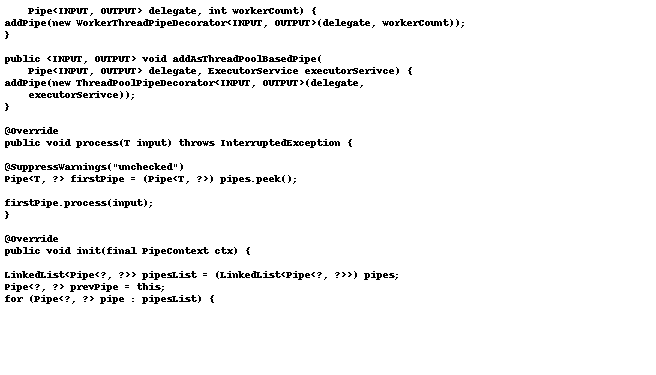 Pipe<INPUT, OUTPUT> delegate, int workerCount) {
addPipe(new WorkerThreadPipeDecorator<INPUT, OUTPUT>(delegate, workerCount));
}
public <INPUT, OUTPUT> void addAsThreadPoolBasedPipe(
Pipe<INPUT, OUTPUT> delegate, ExecutorService executorSerivce) {
addPipe(new ThreadPoolPipeDecorator<INPUT, OUTPUT>(delegate,
executorSerivce));
}
@Override
public void process(T input) throws InterruptedException {
@SuppressWarnings("unchecked")
Pipe<T, ?> firstPipe = (Pipe<T, ?>) pipes.peek();
firstPipe.process(input);
}
@Override
public void init(final PipeContext ctx) {
LinkedList<Pipe<?, ?>> pipesList = (LinkedList<Pipe<?, ?>>) pipes;
Pipe<?, ?> prevPipe = this;
for (Pipe<?, ?> pipe : pipesList) {